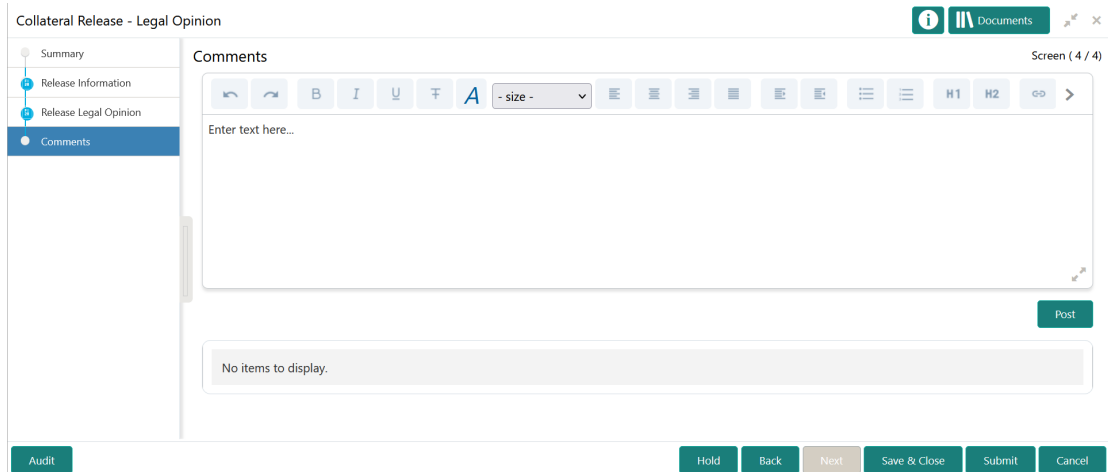 Collateral Release - Legal Opinion
Documents
Summary
Release Information
Release Legal Opinion
Comments
Comments
Screen ( 4 / 4)
B I U T A - size - H1 H2
Enter text here...
Post
No items to display.
Audit
Hold Back Next Save & Close Submit Cancel